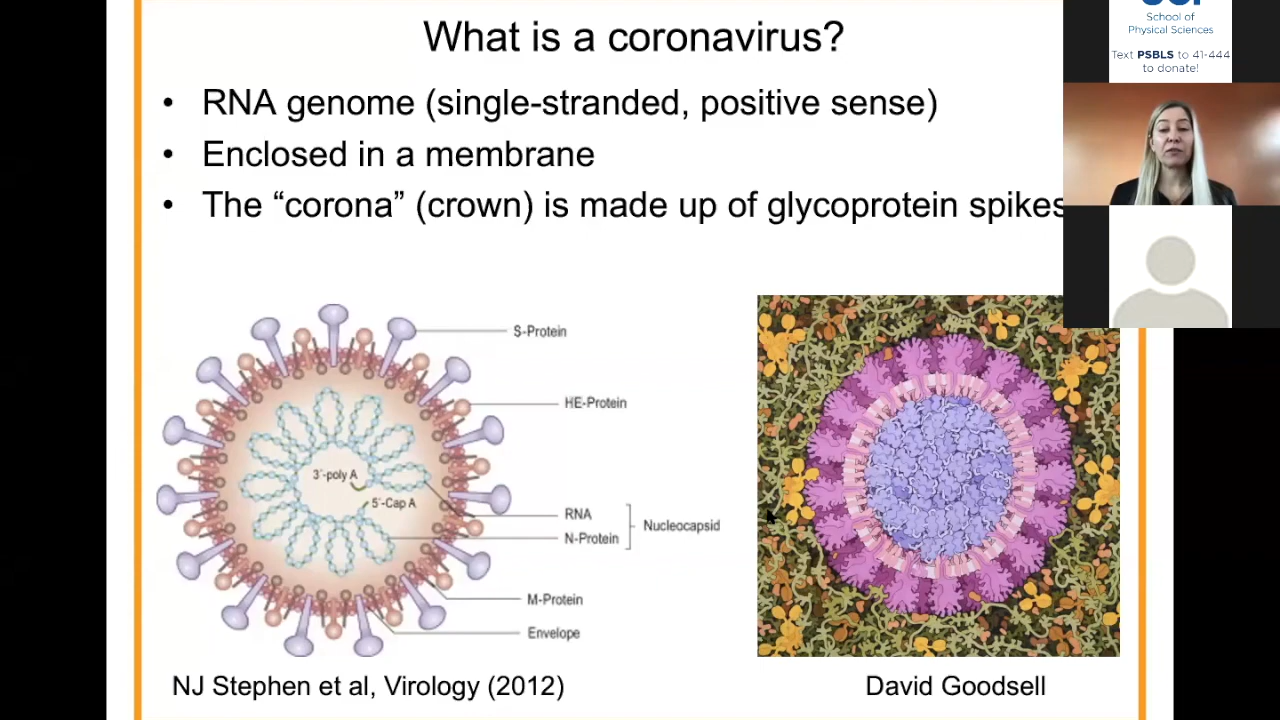 What is a coronavirus?
• RNA genome (single-stranded, positive sense)
• Enclosed in a membrane
• The “corona” (crown) is made up of glycoprotein spikes
S-Protein
HE-Protein
3´-poly A
5´-Cap A
RNA
N-Protein
Nucleocapsid
M-Protein
Envelope
NJ Stephen et al, Virology (2012)
David Goodsell
School of
Physical Sciences
Text PSBLS to 41-444
to donate!